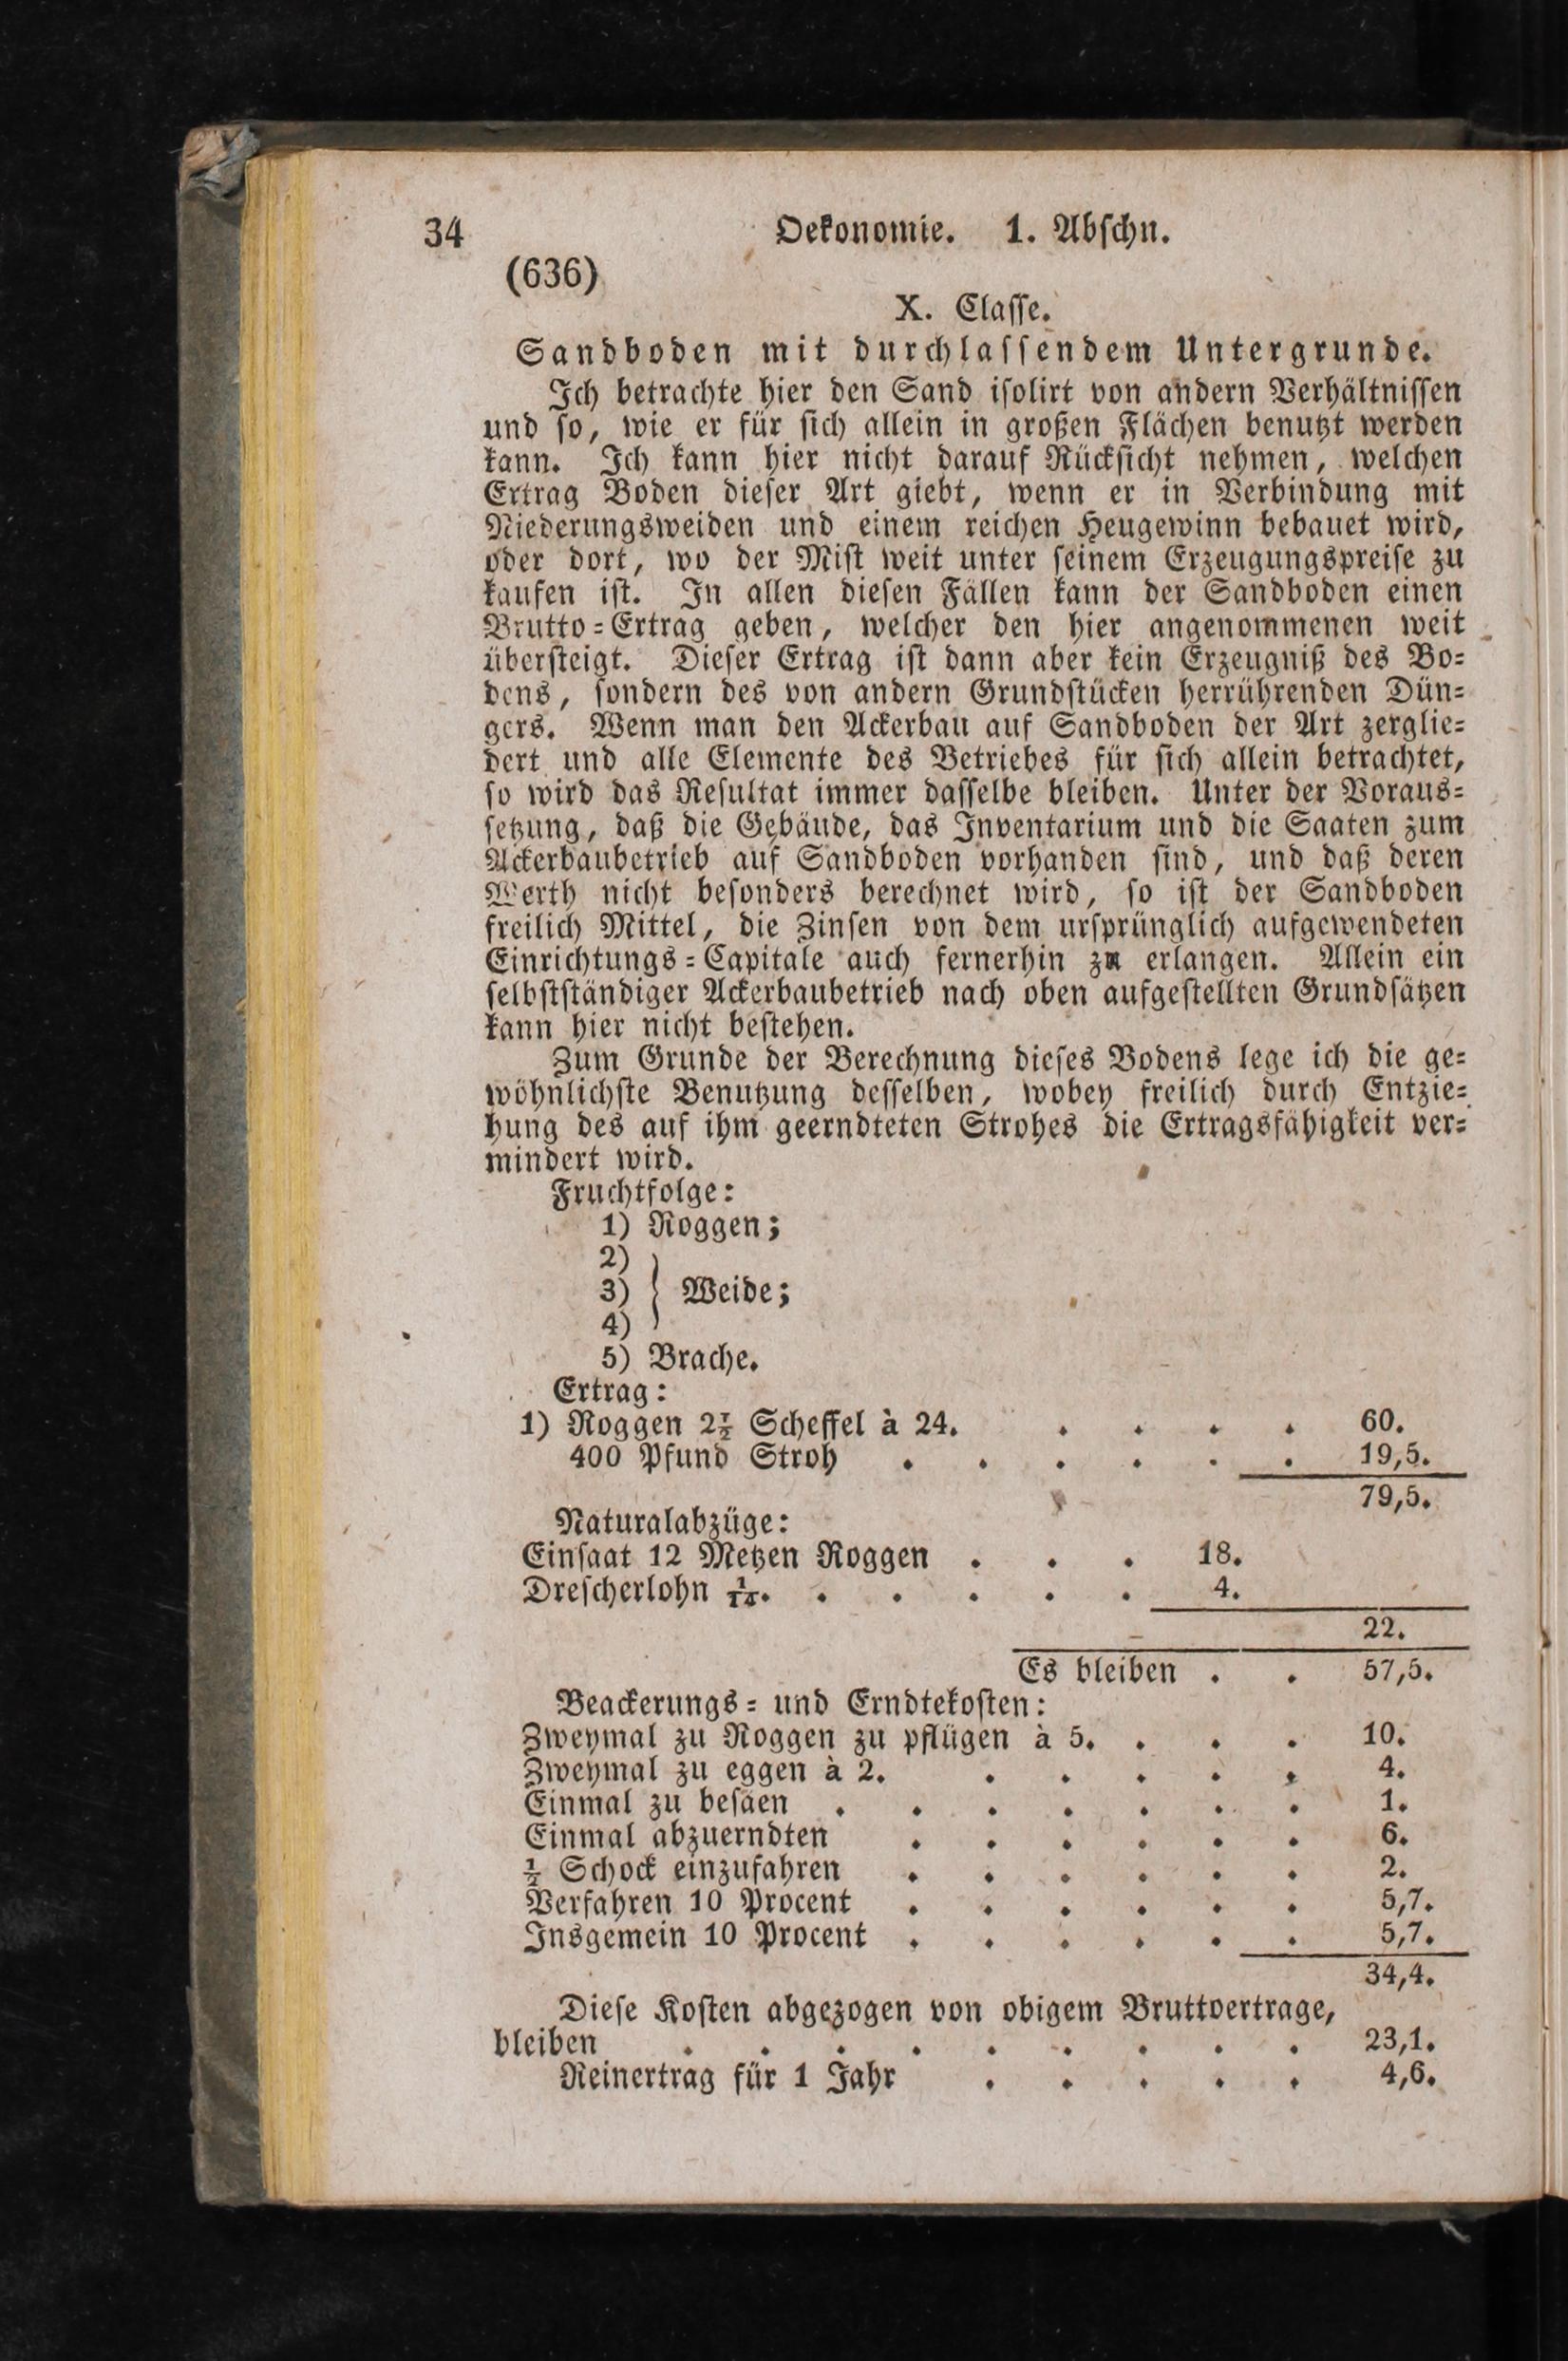 34 Oekonomie. 1. Abschn.
(636)
X. Classe.
Sandboden mit durchlassendem Untergrunde.
Ich betrachte hier den Sand isolirt von andern Verhältnissen
und so, wie er für sich allein in großen Flächen benutzt werden
kann. Ich kann hier nicht darauf Rücksicht nehmen, welchen
Ertrag Boden dieser Art giebt, wenn er in Verbindung mit
Niederungsweiden und einem reichen Heugewinn bebauet wird,
oder dort, wo der Mist weit unter seinem Erzeugungspreise zu
kaufen ist. In allen diesen Fällen kann der Sandboden einen
Brutto=Ertrag geben, welcher den hier angenommenen weit
übersteigt. Dieser Ertrag ist dann aber kein Erzeugniß des Bo=
dens, sondern des von andern Grundstücken herrührenden Dün=
gers. Wenn man den Ackerbau auf Sandboden der Art zerglie=
dert und alle Elemente des Betriebes für sich allein betrachtet,
so wird das Resultat immer dasselbe bleiben. Unter der Voraus=
setzung, daß die Gebäude, das Inventarium und die Saaten zum
Ackerbaubetrieb auf Sandboden vorhanden sind, und daß deren
Werth nicht besonders berechnet wird, so ist der Sandboden
freilich Mittel, die Zinsen von dem ursprünglich aufgewendeten
Einrichtungs=Capitale auch fernerhin zu erlangen. Allein ein
selbstständiger Ackerbaubetrieb nach oben aufgestellten Grundsätzen
kann hier nicht bestehen.
Zum Grunde der Berechnung dieses Bodens lege ich die ge=
wöhnlichste Benutzung desselben, wobey freilich durch Entzie=
hung des auf ihm geerndteten Strohes die Ertragsfähigkeit ver=
mindert wird.
Fruchtfolge:
1) Roggen;
2)
3) } Weide;
4)
5) Brache.
Ertrag:
1) Roggen 2½ Scheffel à 24. . . . . 60.
400 Pfund Stroh . . . . . . 19,5.
79,5.
Naturalabzüge:
Einsaat 12 Metzen Roggen . . . 18.
Drescherlohn 1/14. . . . . . 4.
22.
Es bleiben . . 57,5.
Beackerungs= und Erndtekosten:
Zweymal zu Roggen zu pflügen à 5. . . . 10.
Zweymal zu eggen à 2. . . . . . 4.
Einmal zu besäen . . . . . . . 1.
Einmal abzuerndten . . . . . . 6.
½ Schock einzufahren . . . . . . 2.
Verfahren 10 Procent . . . . . . 5,7.
Insgemein 10 Procent . . . . . . 5,7.
34,4.
Diese Kosten abgezogen von obigem Bruttoertrage,
bleiben . . . . . . . . . 23,1.
Reinertrag für 1 Jahr . . . . . 4,6.